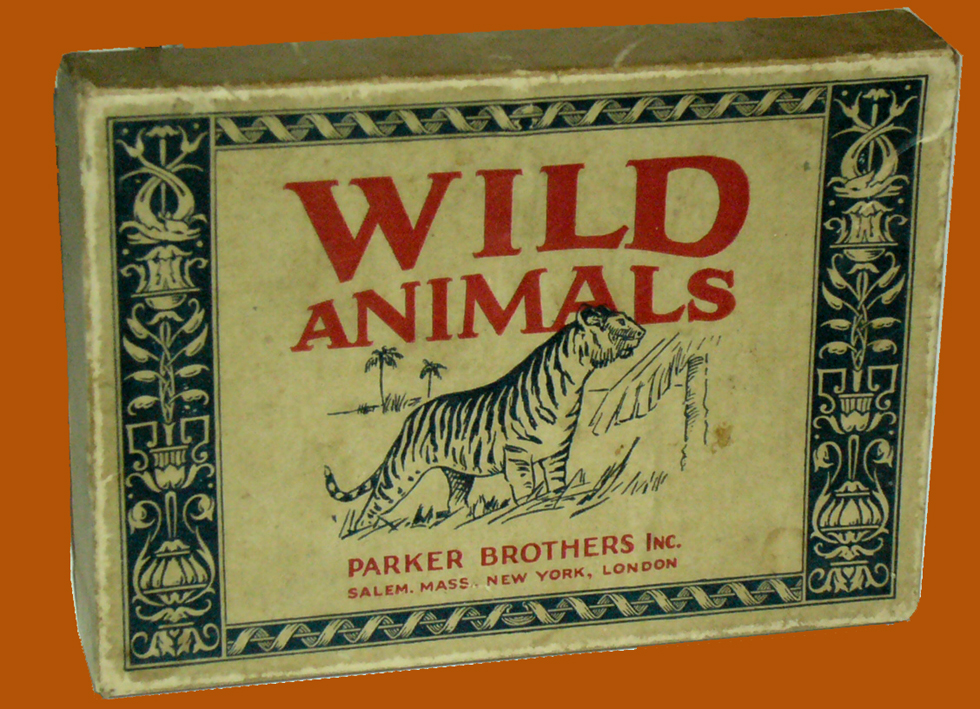 WILD
ANIMALS
PARKER BROTHERS INC.
SALEM. MASS., NEW YORK, LONDON